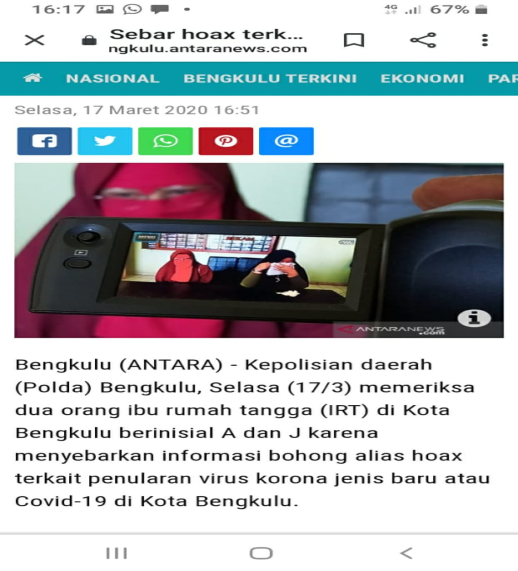 16:17
4G 67%
Sebar hoax terk...
ngkulu.antaranews.com
NASIONAL BENGKULU TERKINI EKONOMI PAR
Selasa, 17 Maret 2020 16:51
ANTARANEWS
.com
Bengkulu (ANTARA) - Kepolisian daerah
(Polda) Bengkulu, Selasa (17/3) memeriksa
dua orang ibu rumah tangga (IRT) di Kota
Bengkulu berinisial A dan J karena
menyebarkan informasi bohong alias hoax
terkait penularan virus korona jenis baru atau
Covid-19 di Kota Bengkulu.